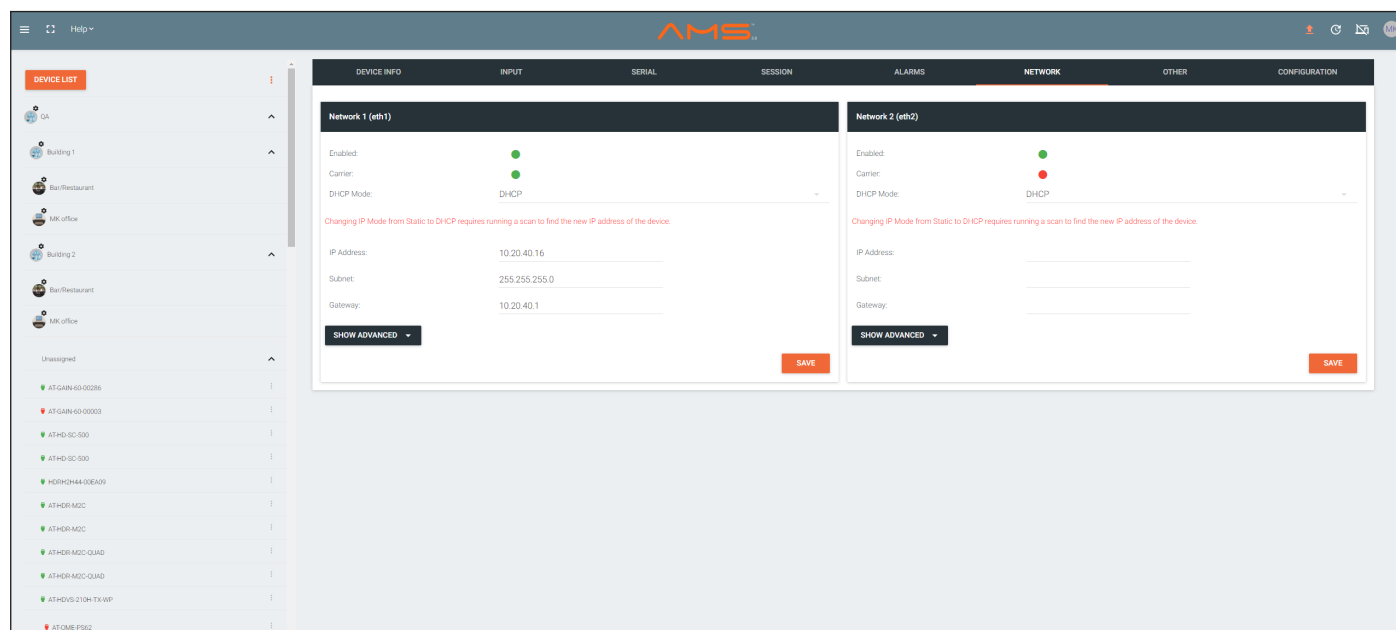 Help
AMS™
MK
DEVICE LIST
QA
Building 1
Bar/Restaurant
MK office
Building 2
Bar/Restaurant
MK office
Unassigned
AT-GAIN-60-00286
AT-GAIN-60-00003
AT-HD-SC-500
AT-HD-SC-500
HDRH2H44-00EA09
AT-HDR-M2C
AT-HDR-M2C
AT-HDR-M2C-QUAD
AT-HDR-M2C-QUAD
AT-HDVS-210H-TX-WP
AT-OME-PS62
DEVICE INFO INPUT SERIAL SESSION ALARMS NETWORK OTHER CONFIGURATION
Network 1 (eth1)
Enabled:
Carrier:
DHCP Mode: DHCP
Changing IP Mode from Static to DHCP requires running a scan to find the new IP address of the device.
IP Address: 10.20.40.16
Subnet: 255.255.255.0
Gateway: 10.20.40.1
SHOW ADVANCED
SAVE
Network 2 (eth2)
Enabled:
Carrier:
DHCP Mode: DHCP
Changing IP Mode from Static to DHCP requires running a scan to find the new IP address of the device.
IP Address:
Subnet:
Gateway:
SHOW ADVANCED
SAVE